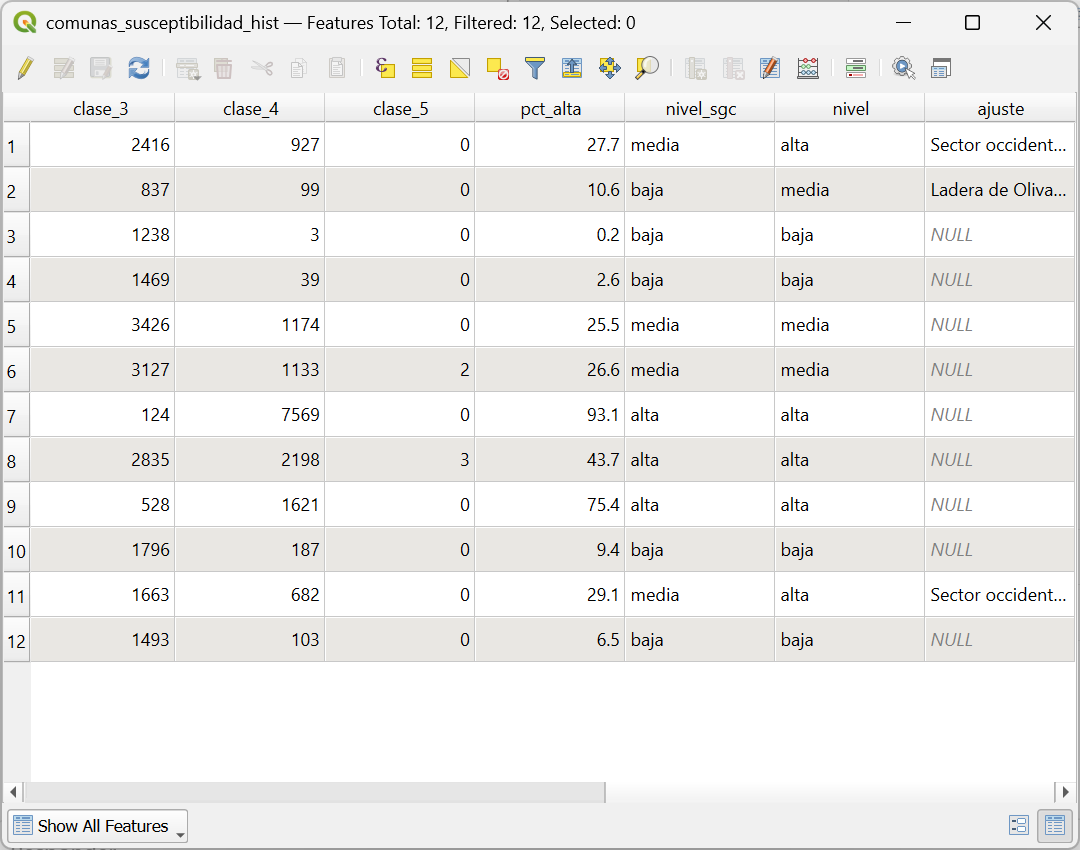 comunas_susceptibilidad_hist — Features Total: 12, Filtered: 12, Selected: 0
clase_3 clase_4 clase_5 pct_alta nivel_sgc nivel ajuste
1 2416 927 0 27.7 media alta Sector occident...
2 837 99 0 10.6 baja media Ladera de Oliva...
3 1238 3 0 0.2 baja baja NULL
4 1469 39 0 2.6 baja baja NULL
5 3426 1174 0 25.5 media media NULL
6 3127 1133 2 26.6 media media NULL
7 124 7569 0 93.1 alta alta NULL
8 2835 2198 3 43.7 alta alta NULL
9 528 1621 0 75.4 alta alta NULL
10 1796 187 0 9.4 baja baja NULL
11 1663 682 0 29.1 media alta Sector occident...
12 1493 103 0 6.5 baja baja NULL
Show All Features